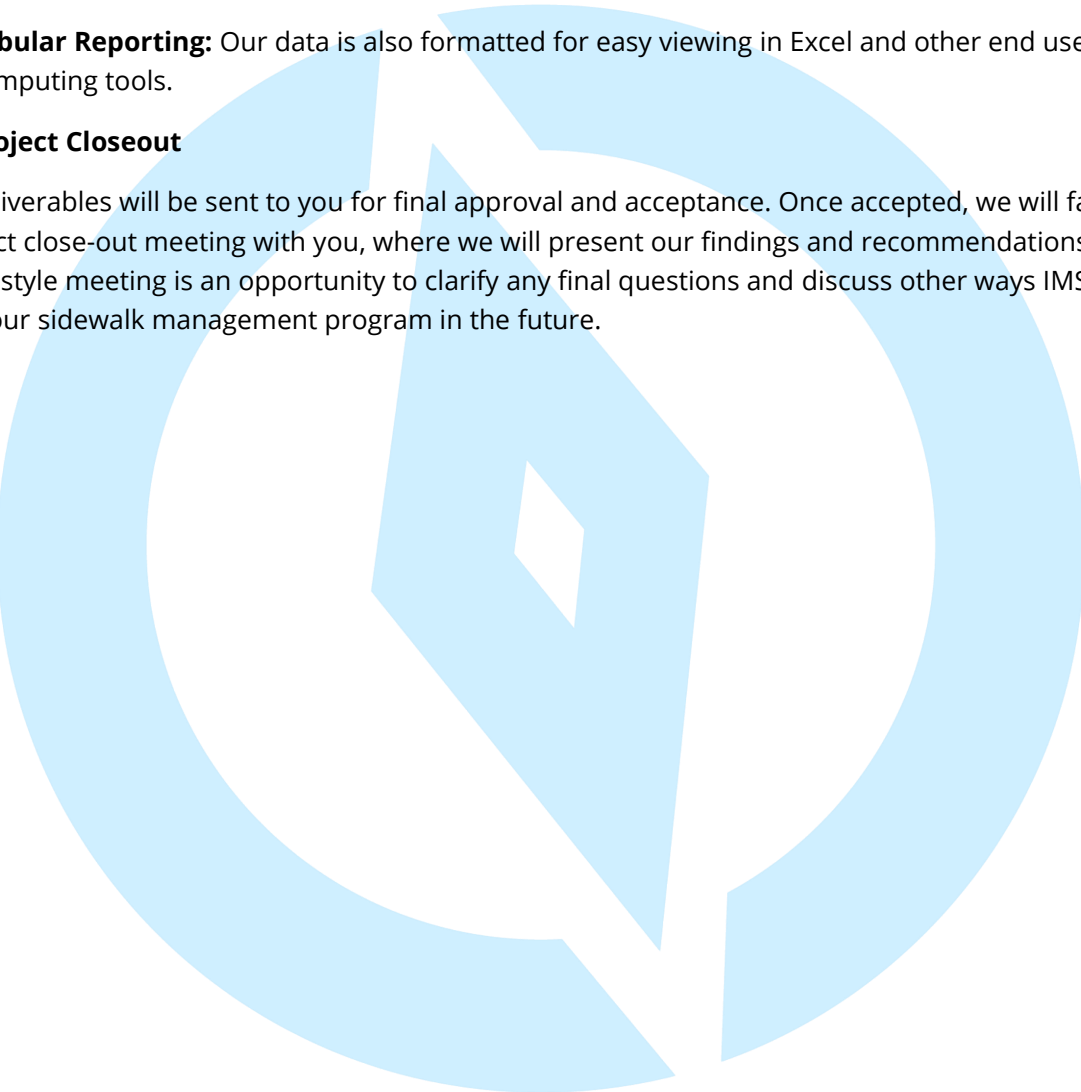 bular Reporting: Our data is also formatted for easy viewing in Excel and other end use
mputing tools.
oject Closeout
iverables will be sent to you for final approval and acceptance. Once accepted, we will fa
ct close-out meeting with you, where we will present our findings and recommendations
style meeting is an opportunity to clarify any final questions and discuss other ways IMS
our sidewalk management program in the future.